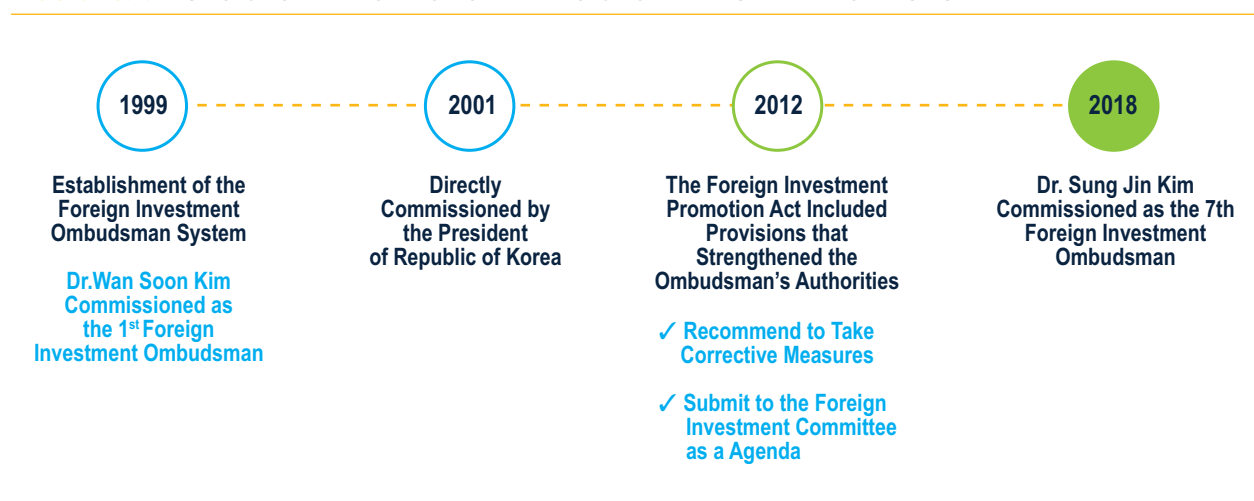 1999
Establishment of the
Foreign Investment
Ombudsman System
Dr.Wan Soon Kim
Commissioned as
the 1st Foreign
Investment Ombudsman
2001
Directly
Commissioned by
the President
of Republic of Korea
2012
The Foreign Investment
Promotion Act Included
Provisions that
Strengthened the
Ombudsman's Authorities
✓ Recommend to Take
Corrective Measures
✓ Submit to the Foreign
Investment Committee
as a Agenda
2018
Dr. Sung Jin Kim
Commissioned as the 7th
Foreign Investment
Ombudsman